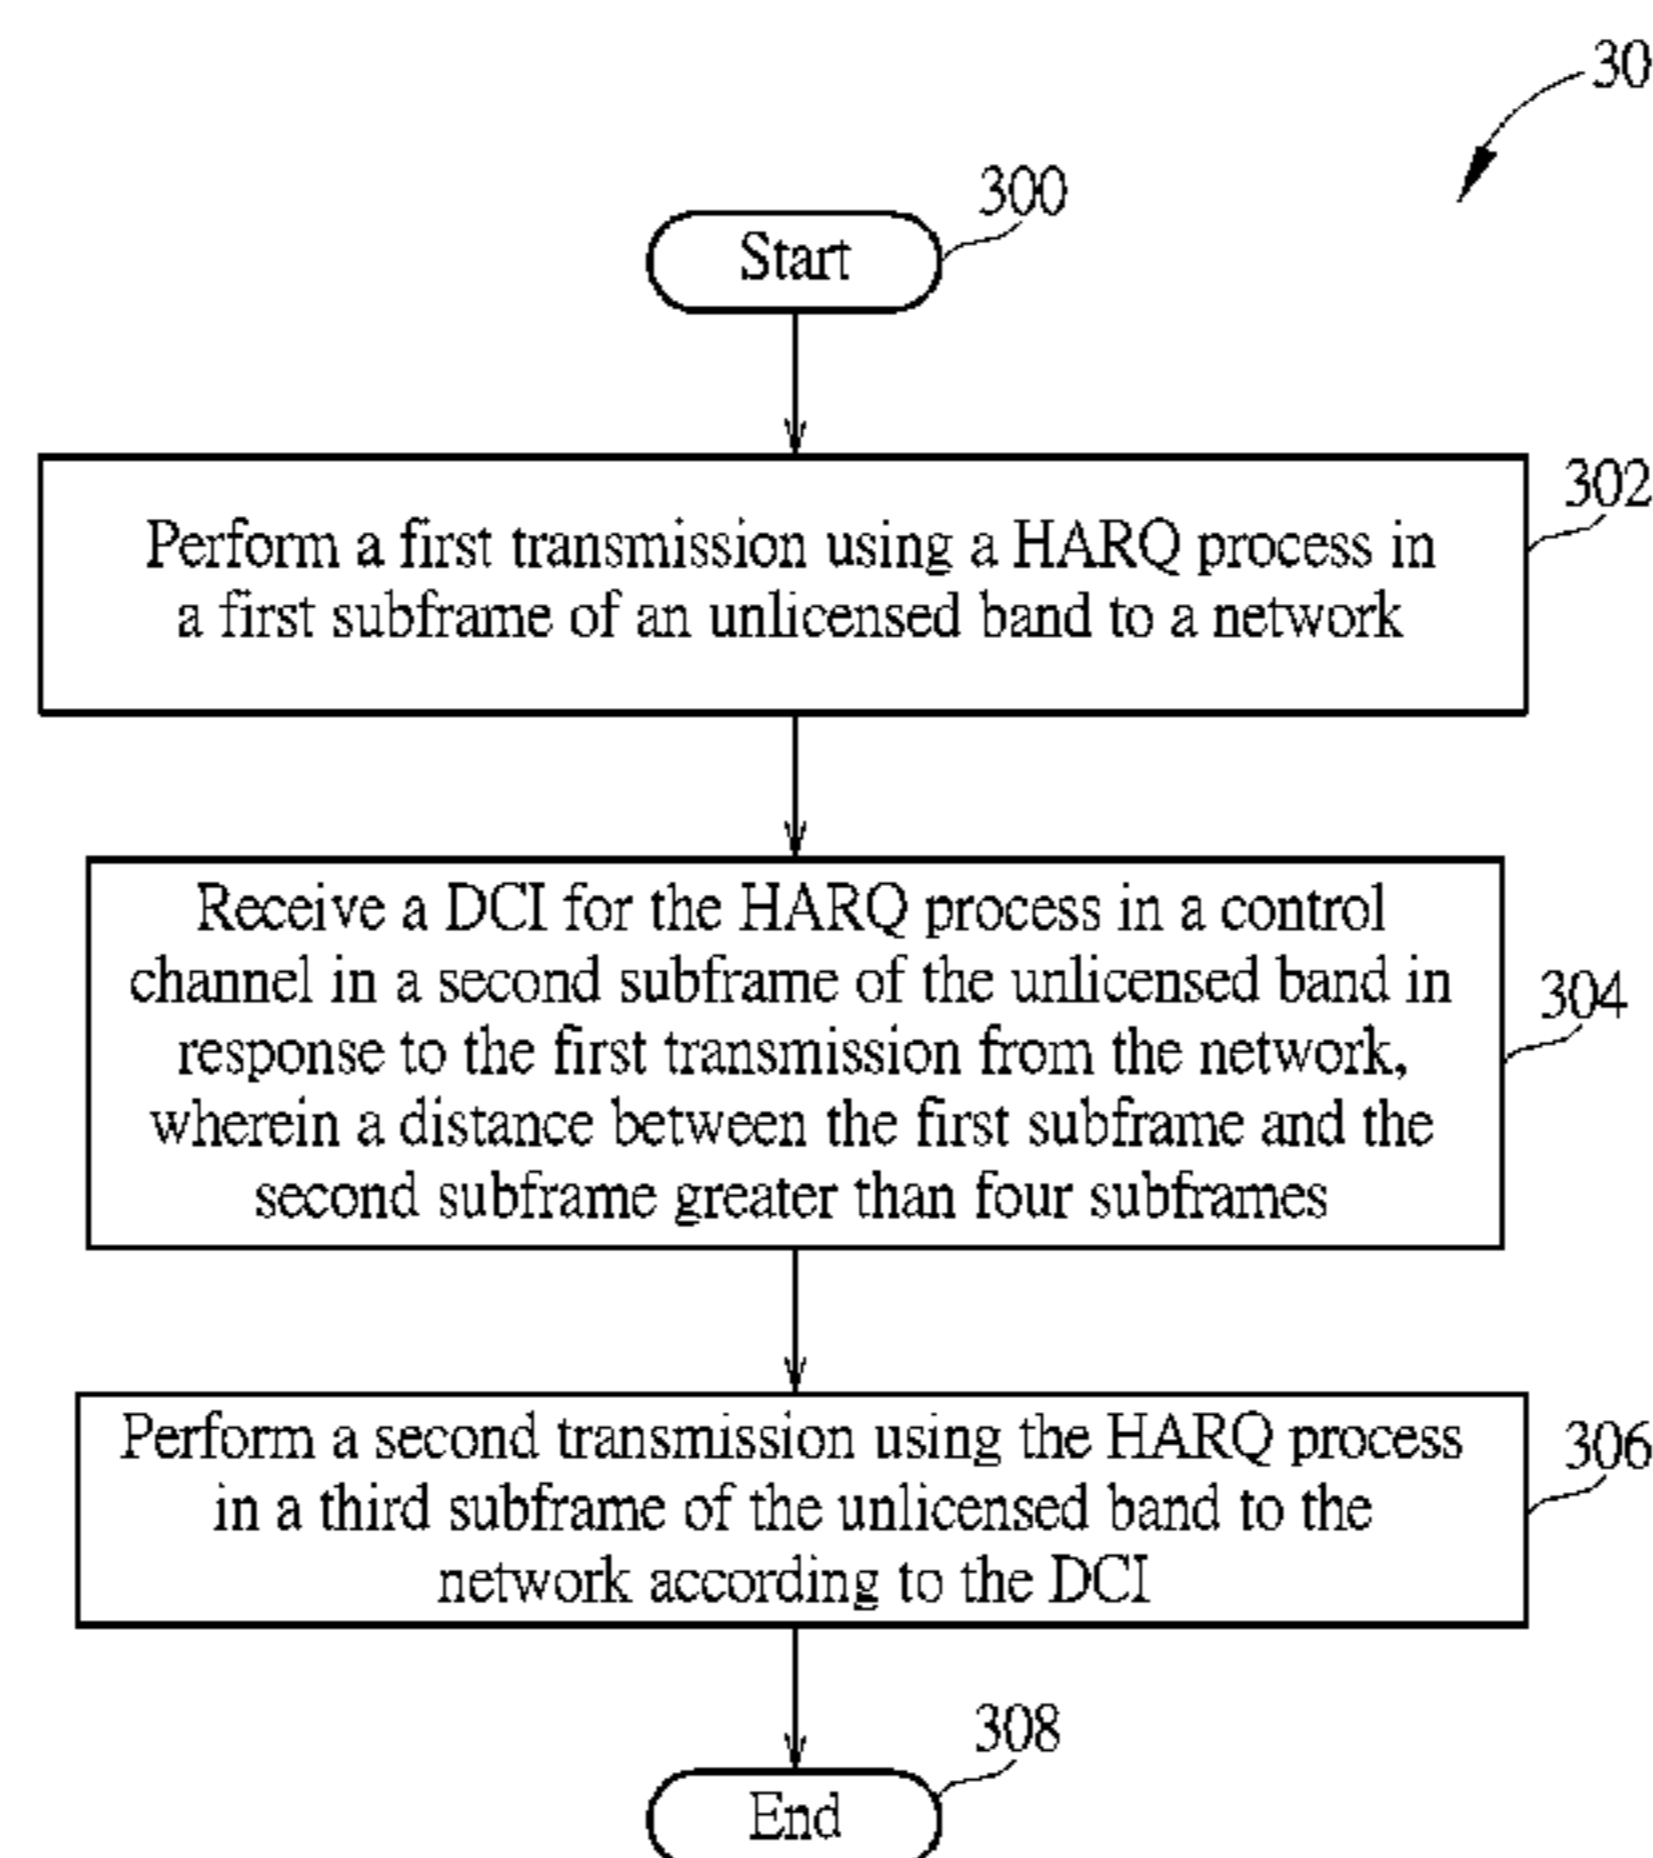 30
300
Start
302
Perform a first transmission using a HARQ process in
a first subframe of an unlicensed band to a network
Receive a DCI for the HARQ process in a control
channel in a second subframe of the unlicensed band in
304
response to the first transmission from the network,
wherein a distance between the first subframe and the
second subframe greater than four subframes
Perform a second transmission using the HARQ process
306
in a third subframe of the unlicensed band to the
network according to the DCI
308
End